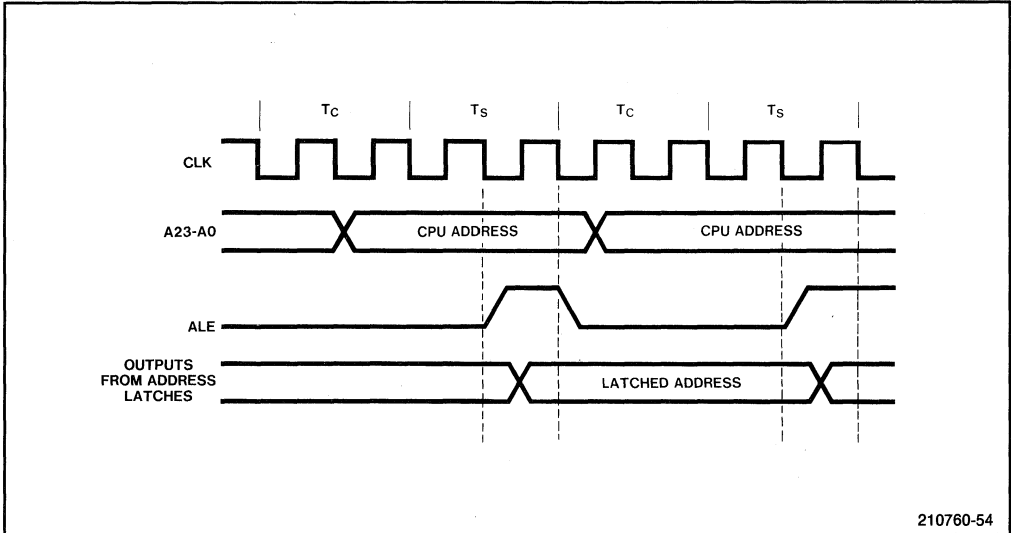 TC TS TC TS
CLK
A23-A0 CPU ADDRESS CPU ADDRESS
ALE
OUTPUTS
FROM ADDRESS LATCHED ADDRESS
LATCHES
210760-54